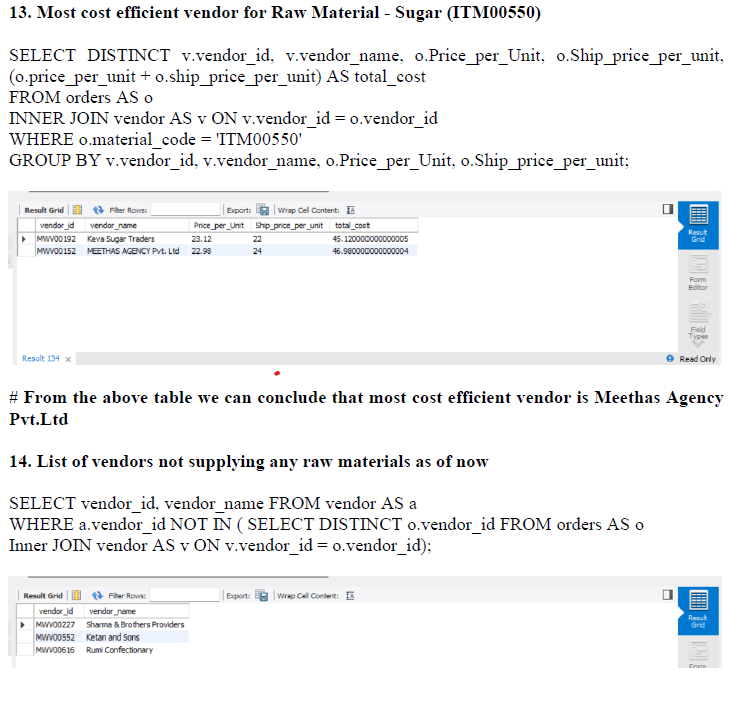 13. Most cost efficient vendor for Raw Material - Sugar (ITM00550)
SELECT DISTINCT v.vendor_id, v.vendor_name, o.Price_per_Unit, o.Ship_price_per_unit,
(o.price_per_unit + o.ship_price_per_unit) AS total_cost
FROM orders AS o
INNER JOIN vendor AS v ON v.vendor_id = o.vendor_id
WHERE o.material_code = 'ITM00550'
GROUP BY v.vendor_id, v.vendor_name, o.Price_per_Unit, o.Ship_price_per_unit;
Result Grid Filter Rows: Export: Wrap Cell Content: IA
vendor_id vendor_name Price_per_Unit Ship_price_per_unit total_cost
MWV00192 Keva Sugar Traders 23.12 22 45.120000000000005
MWV00152 MEETHAS AGENCY Pvt. Ltd 22.98 24 46.980000000000004
Result
Grid
Form
Editor
Field
Types
Result 134 x Read Only
# From the above table we can conclude that most cost efficient vendor is Meethas Agency
Pvt.Ltd
14. List of vendors not supplying any raw materials as of now
SELECT vendor_id, vendor_name FROM vendor AS a
WHERE a.vendor_id NOT IN ( SELECT DISTINCT o.vendor_id FROM orders AS o
Inner JOIN vendor AS v ON v.vendor_id = o.vendor_id);
Result Grid Filter Rows: Export: Wrap Cell Content: IA
vendor_id vendor_name
MWV00227 Sharma & Brothers Providers
MWV00552 Ketan and Sons
MWV00616 Rumi Confectionary
Result
Grid
Form